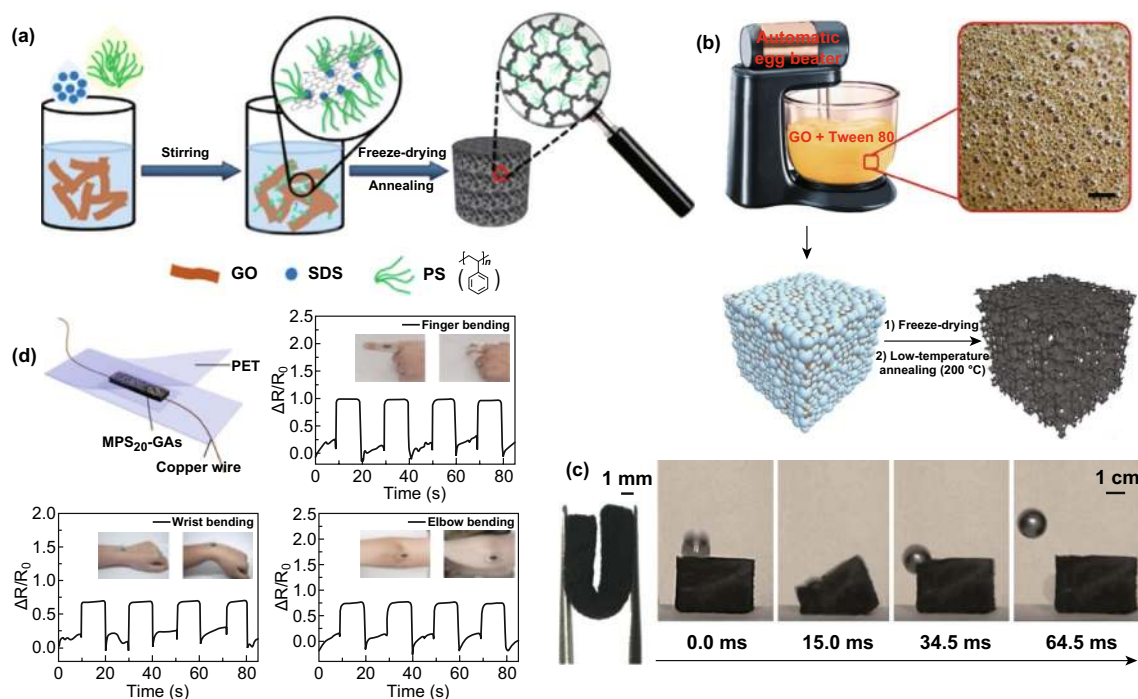 (a)
Stirring
Freeze-drying
Annealing
GO
SDS
PS
n
(b)
Automatic
egg beater
GO + Tween 80
1) Freeze-drying
2) Low-temperature
annealing (200 °C)
(c)
1 mm
1 cm
0.0 ms
15.0 ms
34.5 ms
64.5 ms
(d)
PET
MPS20-GAs
Copper wire
Finger bending
ΔR/R0
2.5
2.0
1.5
1.0
0.5
0.0
0 20 40 60 80
Time (s)
Wrist bending
ΔR/R0
2.0
1.5
1.0
0.5
0.0
0 20 40 60 80
Time (s)
Elbow bending
ΔR/R0
2.5
2.0
1.5
1.0
0.5
0.0
0 20 40 60 80
Time (s)